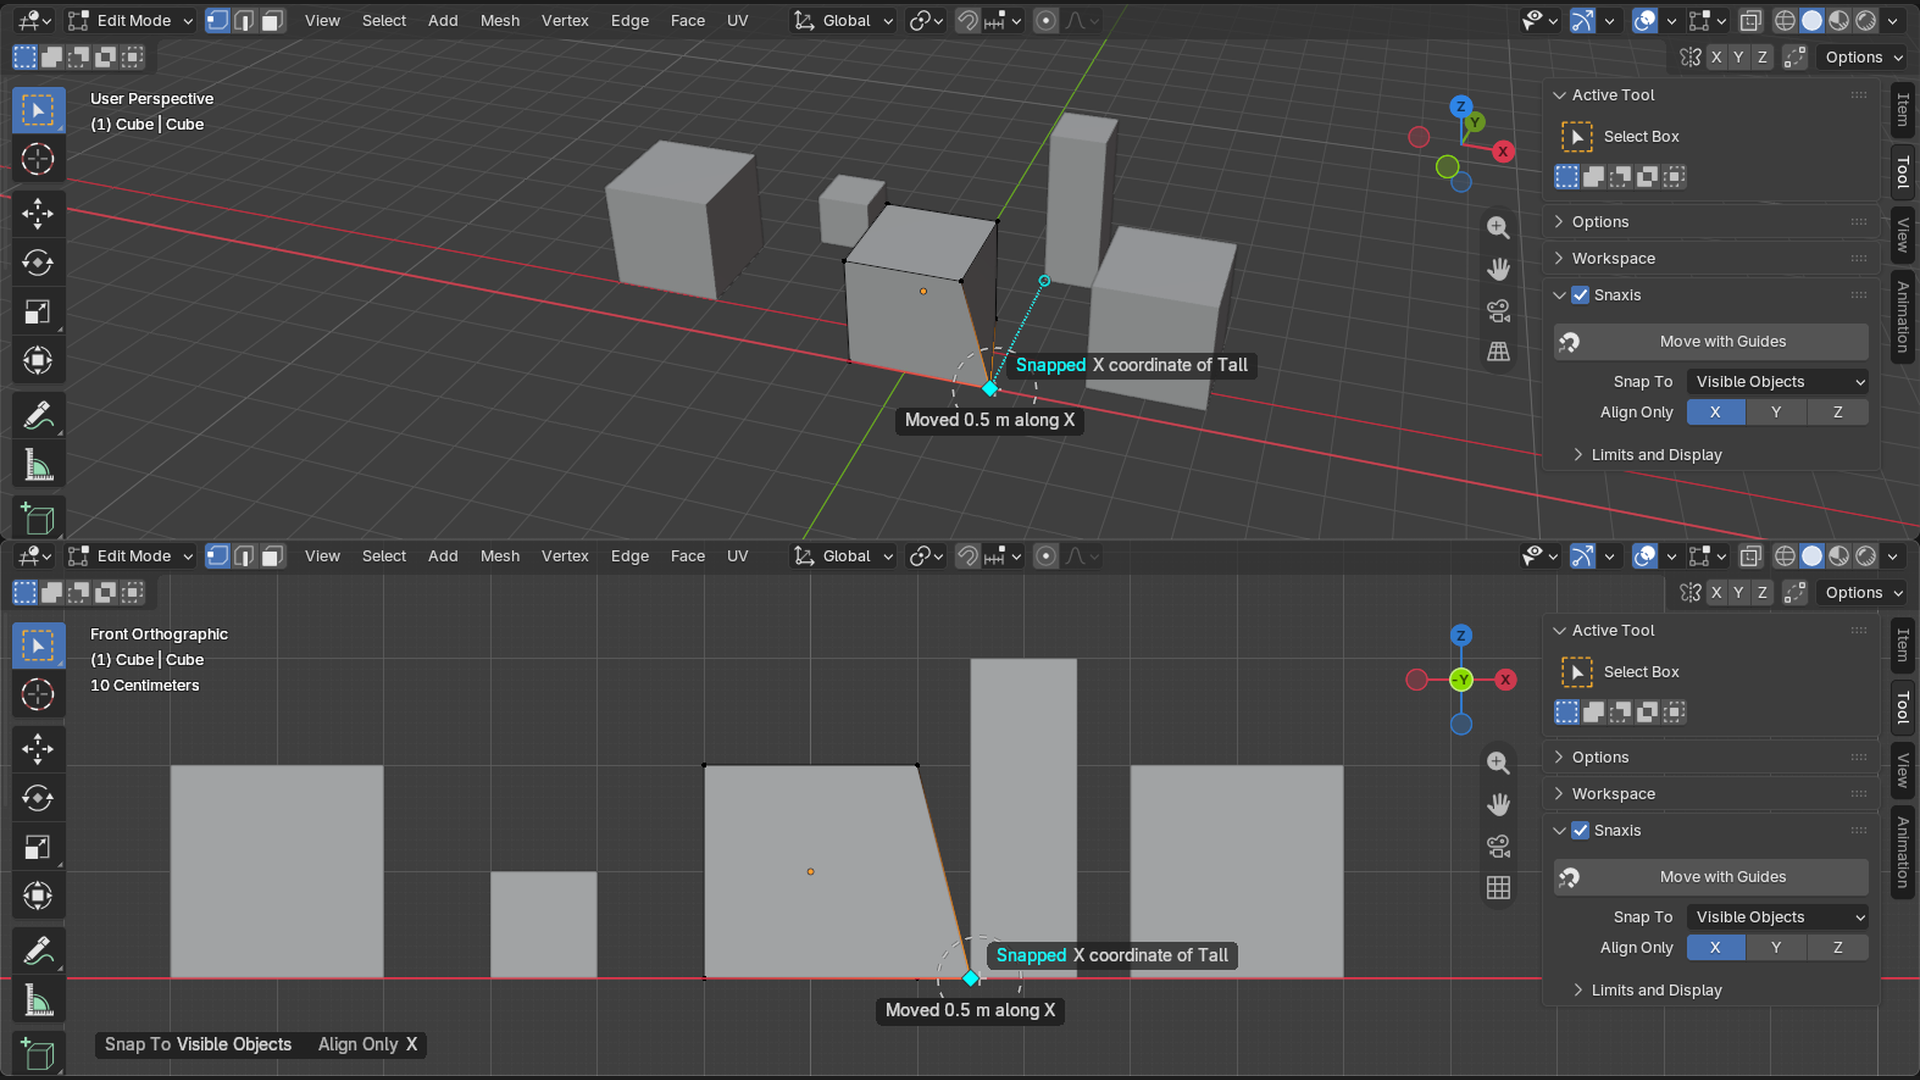 Edit Mode View Select Add Mesh Vertex Edge Face UV Global
X Y Z Options
User Perspective
(1) Cube | Cube
Z
Y
X
Active Tool
Select Box
Options
Workspace
Snaxis
Move with Guides
Snap To Visible Objects
Align Only X Y Z
Limits and Display
Item
Tool
View
Animation
Snapped X coordinate of Tall
Moved 0.5 m along X
Edit Mode View Select Add Mesh Vertex Edge Face UV Global
X Y Z Options
Front Orthographic
(1) Cube | Cube
10 Centimeters
Z
-Y
X
Active Tool
Select Box
Options
Workspace
Snaxis
Move with Guides
Snap To Visible Objects
Align Only X Y Z
Limits and Display
Item
Tool
View
Animation
Snapped X coordinate of Tall
Moved 0.5 m along X
Snap To Visible Objects Align Only X